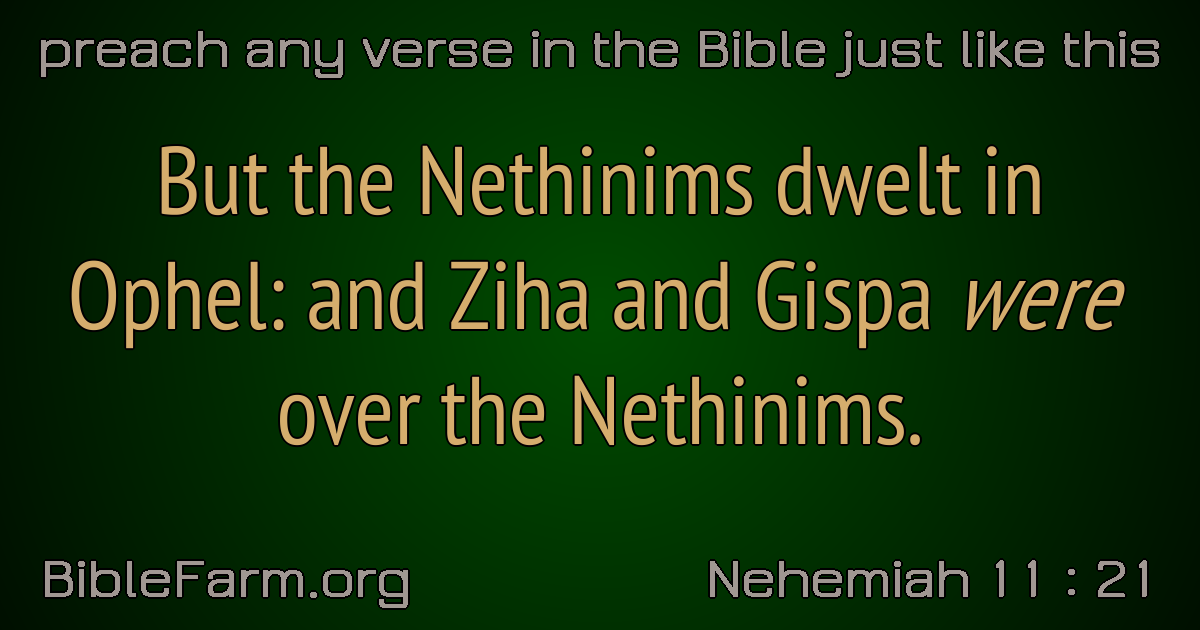 preach any verse in the Bible just like this
But the Nethinims dwelt in
Ophel: and Ziha and Gispa were
over the Nethinims.
BibleFarm.org
Nehemiah 11 : 21